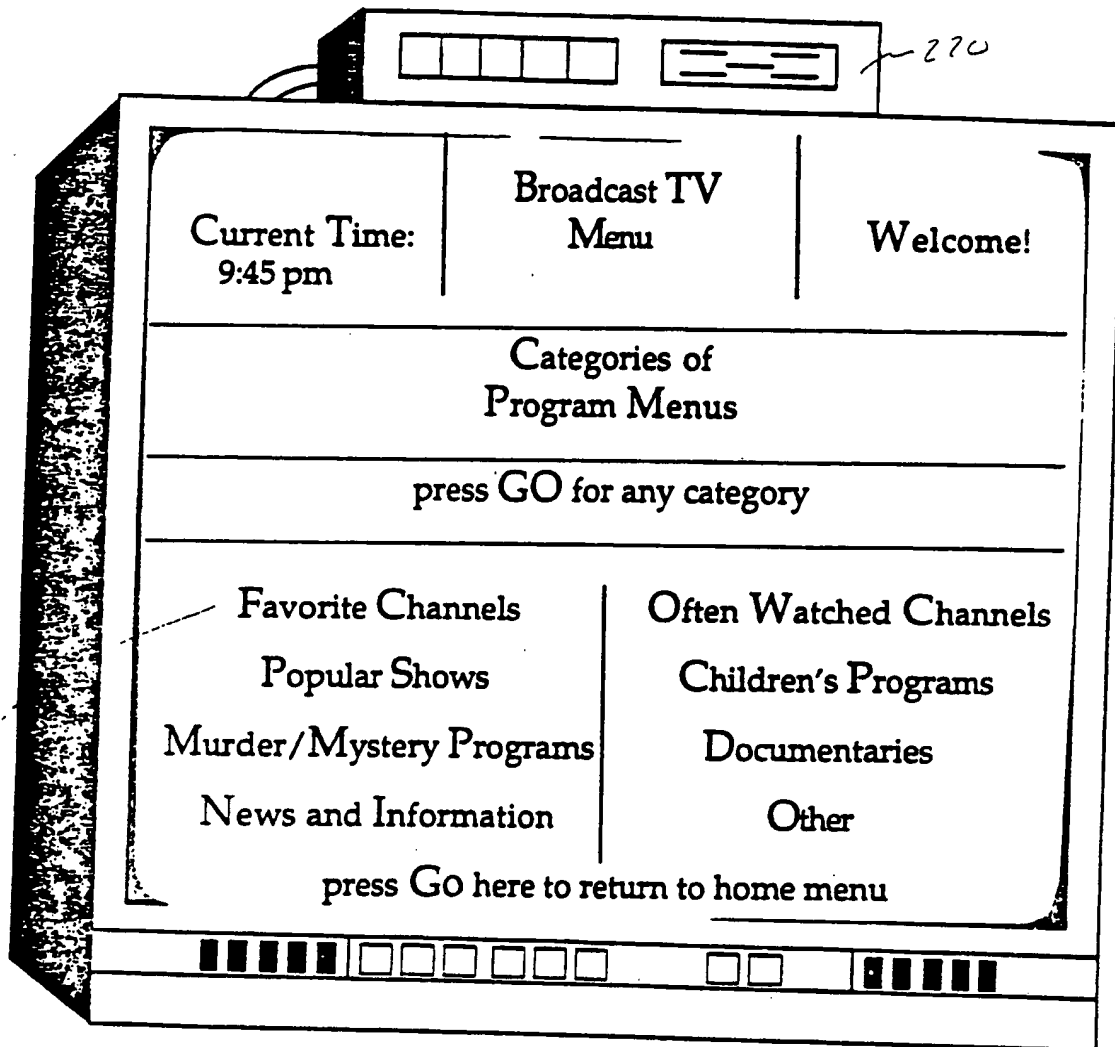 220
Current Time:
9:45 pm
Broadcast TV
Menu
Welcome!
Categories of
Program Menus
press GO for any category
Favorite Channels
Popular Shows
Murder/Mystery Programs
News and Information
Often Watched Channels
Children's Programs
Documentaries
Other
press Go here to return to home menu